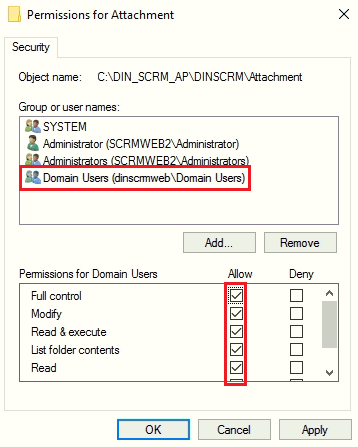 Permissions for Attachment
Security
Object name: C:\DIN_SCRM_AP\DINSCRM\Attachment
Group or user names:
SYSTEM
Administrator (SCRMWEB2\Administrator)
Administrators (SCRMWEB2\Administrators)
Domain Users (dinscrmweb\Domain Users)
Add... Remove
Permissions for Domain Users Allow Deny
Full control
Modify
Read & execute
List folder contents
Read
OK Cancel Apply